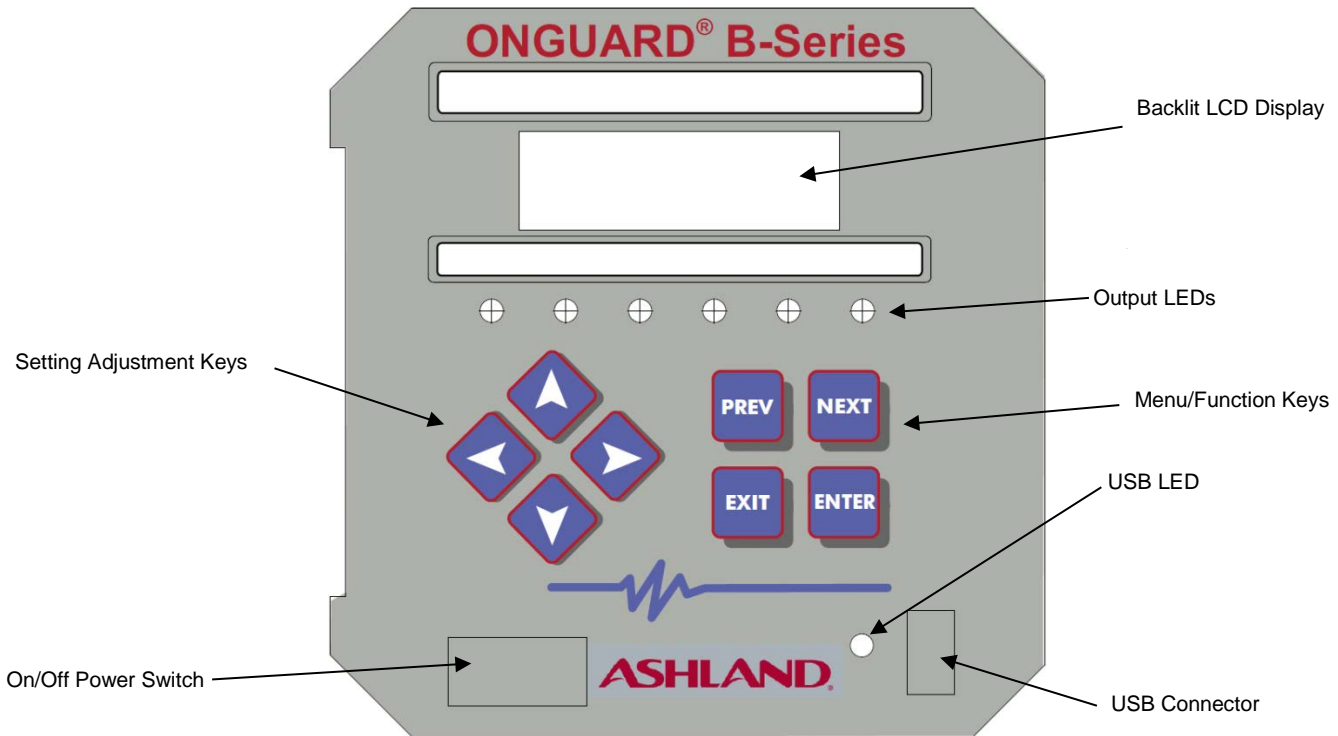 ONGUARD® B-Series
Backlit LCD Display
Output LEDs
Setting Adjustment Keys
PREV
NEXT
Menu/Function Keys
EXIT
ENTER
USB LED
On/Off Power Switch
ASHLAND.
USB Connector